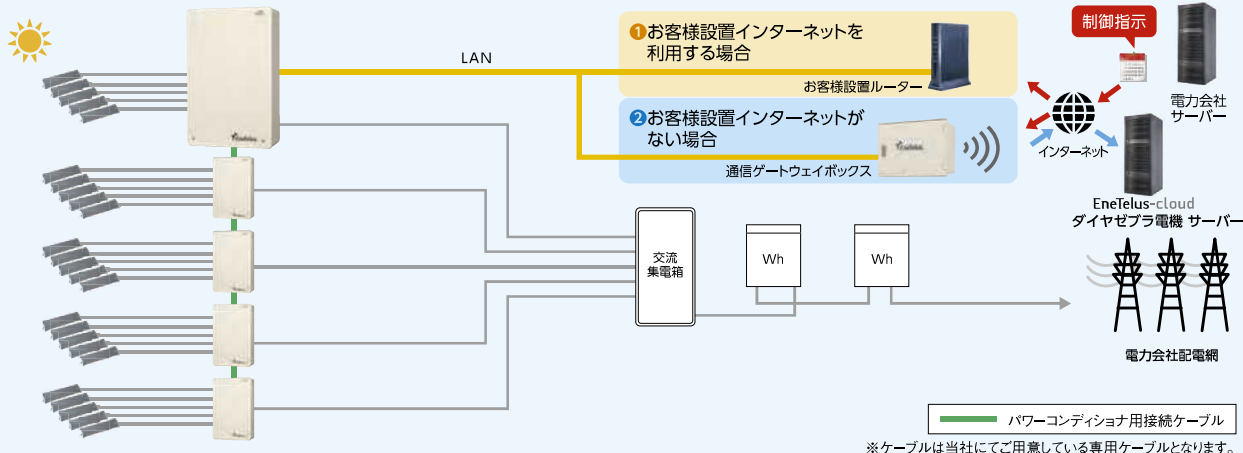 LAN
❶お客様設置インターネットを
利用する場合
お客様設置ルーター
❷お客様設置インターネットが
ない場合
通信ゲートウェイボックス
制御指示
電力会社
サーバー
インターネット
EneTelus-cloud
ダイヤゼブラ電機 サーバー
交流
集電箱
Wh
Wh
電力会社配電網
パワーコンディショナ用接続ケーブル
※ケーブルは当社にてご用意している専用ケーブルとなります。